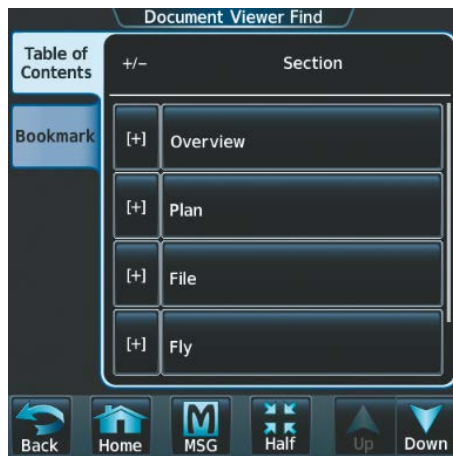 Document Viewer Find
Table of
Contents
+/– Section
Bookmark
[+] Overview
[+] Plan
[+] File
[+] Fly
Back Home MSG Half Up Down